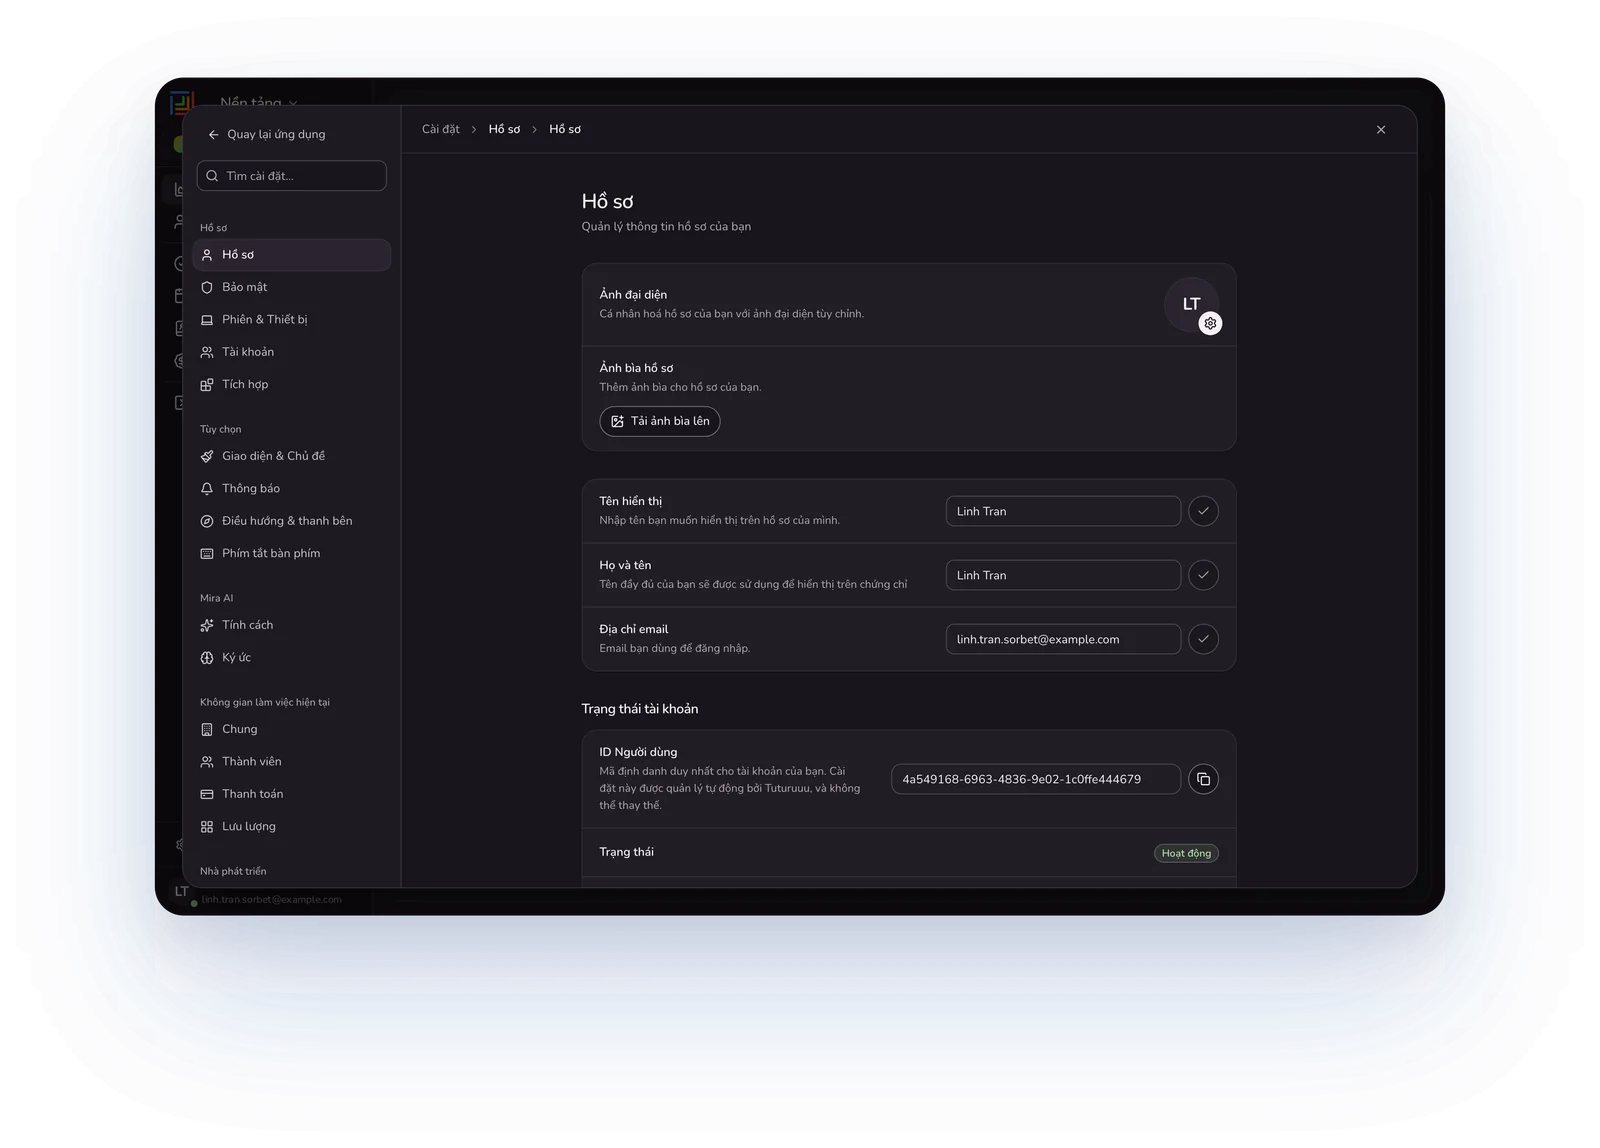 Nền tảng
Quay lại ứng dụng
Tìm cài đặt...
Hồ sơ
Hồ sơ
Bảo mật
Phiên & Thiết bị
Tài khoản
Tích hợp
Tùy chọn
Giao diện & Chủ đề
Thông báo
Điều hướng & thanh bên
Phím tắt bàn phím
Mira AI
Tính cách
Ký ức
Không gian làm việc hiện tại
Chung
Thành viên
Thanh toán
Lưu lượng
Nhà phát triển
LT
linh.tran.sorbet@example.com
Cài đặt > Hồ sơ > Hồ sơ
Hồ sơ
Quản lý thông tin hồ sơ của bạn
Ảnh đại diện
Cá nhân hoá hồ sơ của bạn với ảnh đại diện tùy chỉnh.
LT
Ảnh bìa hồ sơ
Thêm ảnh bìa cho hồ sơ của bạn.
Tải ảnh bìa lên
Tên hiển thị
Nhập tên bạn muốn hiển thị trên hồ sơ của mình.
Linh Tran
Họ và tên
Tên đầy đủ của bạn sẽ được sử dụng để hiển thị trên chứng chỉ
Linh Tran
Địa chỉ email
Email bạn dùng để đăng nhập.
linh.tran.sorbet@example.com
Trạng thái tài khoản
ID Người dùng
Mã định danh duy nhất cho tài khoản của bạn. Cài
đặt này được quản lý tự động bởi Tuturuuu, và không
thể thay thế.
4a549168-6963-4836-9e02-1c0ffe444679
Trạng thái
Hoạt động